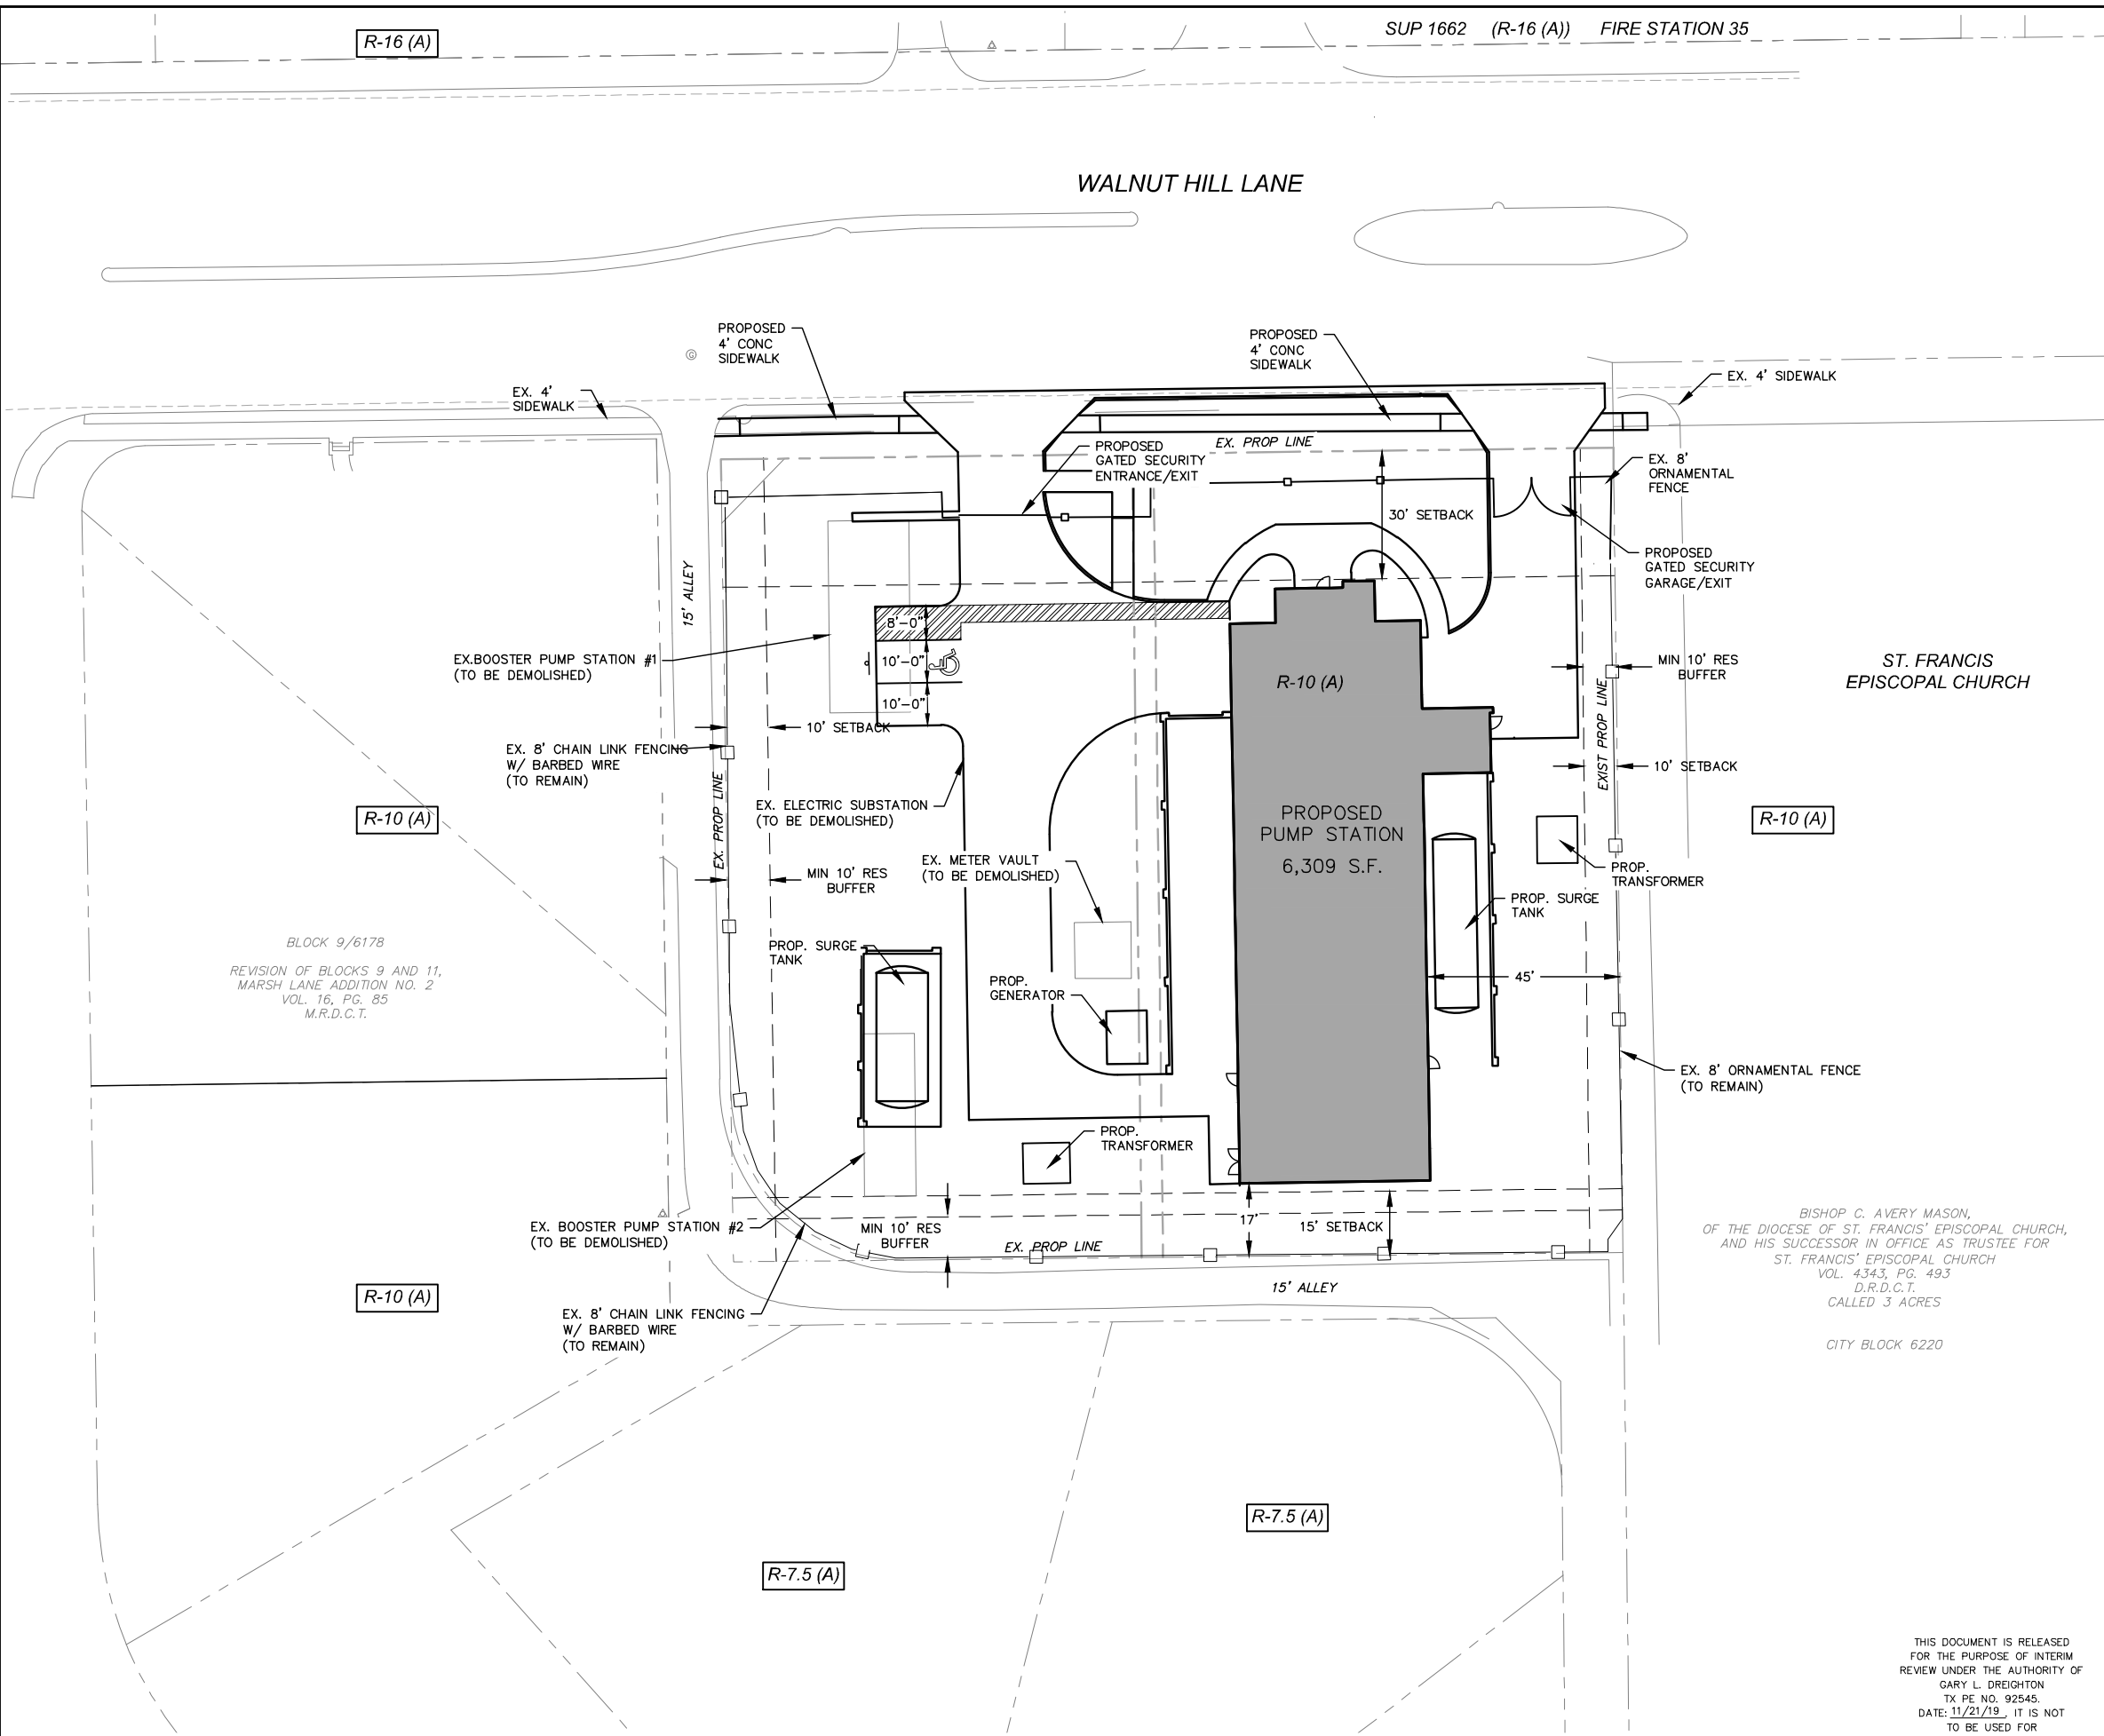 R-16 (A)
SUP 1662 (R-16 (A)) FIRE STATION 35
WALNUT HILL LANE
PROPOSED
4' CONC
SIDEWALK
PROPOSED
4' CONC
SIDEWALK
G
EX. 4'
SIDEWALK
EX. 4' SIDEWALK
PROPOSED
GATED SECURITY
ENTRANCE/EXIT
EX. PROP LINE
EX. 8'
ORNAMENTAL
FENCE
30' SETBACK
PROPOSED
GATED SECURITY
GARAGE/EXIT
15' ALLEY
8'-0"
10'-0"
10'-0"
EX.BOOSTER PUMP STATION #1
(TO BE DEMOLISHED)
R-10 (A)
MIN 10' RES
BUFFER
ST. FRANCIS
EPISCOPAL CHURCH
10' SETBACK
EX. 8' CHAIN LINK FENCING
W/ BARBED WIRE
(TO REMAIN)
EXIST PROP LINE
10' SETBACK
EX. PROP LINE
EX. ELECTRIC SUBSTATION
(TO BE DEMOLISHED)
R-10 (A)
PROPOSED
PUMP STATION
6,309 S.F.
R-10 (A)
EX. METER VAULT
(TO BE DEMOLISHED)
MIN 10' RES
BUFFER
PROP.
TRANSFORMER
PROP. SURGE
TANK
BLOCK 9/6178
REVISION OF BLOCKS 9 AND 11,
MARSH LANE ADDITION NO. 2
VOL. 16, PG. 85
M.R.D.C.T.
PROP. SURGE
TANK
PROP.
GENERATOR
45'
EX. 8' ORNAMENTAL FENCE
(TO REMAIN)
PROP.
TRANSFORMER
EX. BOOSTER PUMP STATION #2
(TO BE DEMOLISHED)
MIN 10' RES
BUFFER
EX. PROP LINE
17'
15' SETBACK
BISHOP C. AVERY MASON,
OF THE DIOCESE OF ST. FRANCIS' EPISCOPAL CHURCH,
AND HIS SUCCESSOR IN OFFICE AS TRUSTEE FOR
ST. FRANCIS' EPISCOPAL CHURCH
VOL. 4343, PG. 493
D.R.D.C.T.
CALLED 3 ACRES
CITY BLOCK 6220
15' ALLEY
R-10 (A)
EX. 8' CHAIN LINK FENCING
W/ BARBED WIRE
(TO REMAIN)
R-7.5 (A)
R-7.5 (A)
THIS DOCUMENT IS RELEASED
FOR THE PURPOSE OF INTERIM
REVIEW UNDER THE AUTHORITY OF
GARY L. DREIGHTON
TX PE NO. 92545.
DATE: 11/21/19 , IT IS NOT
TO BE USED FOR